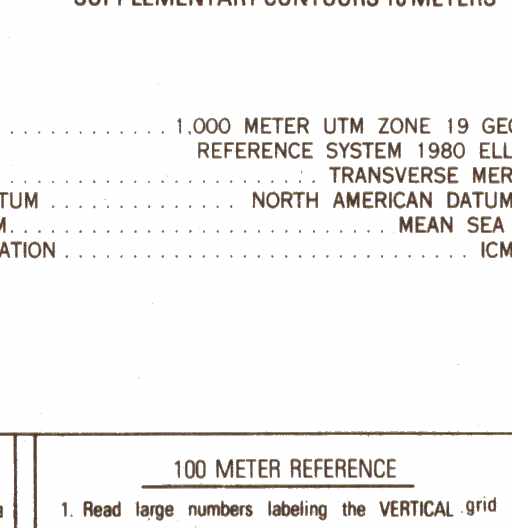 SUPPLEMENTARY CONTOURS 10 METERS
1,000 METER UTM ZONE 19 GEO
REFERENCE SYSTEM 1980 ELL
TRANSVERSE MER
TUM . . . . . . . . . . . . . . NORTH AMERICAN DATUM
M . . . . . . . . . . . . . . . . . . . . . . . . . . . . MEAN SEA
ATION . . . . . . . . . . . . . . . . . . . . . . . . . . . . . . ICM
100 METER REFERENCE
1. Read large numbers labeling the VERTICAL grid